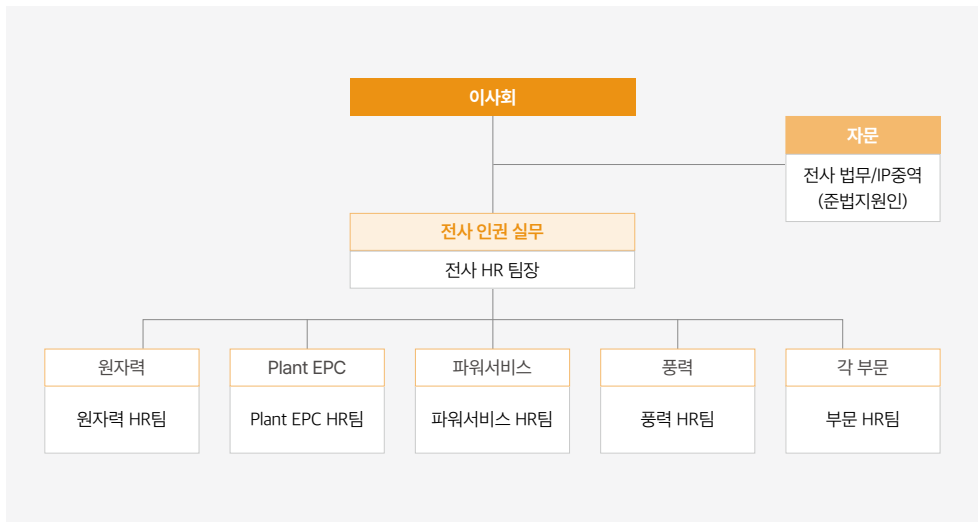 이사회
자문
전사 법무/IP중역
(준법지원인)
전사 인권 실무
전사 HR 팀장
원자력
원자력 HR팀
Plant EPC
Plant EPC HR팀
파워서비스
파워서비스 HR팀
풍력
풍력 HR팀
각 부문
부문 HR팀